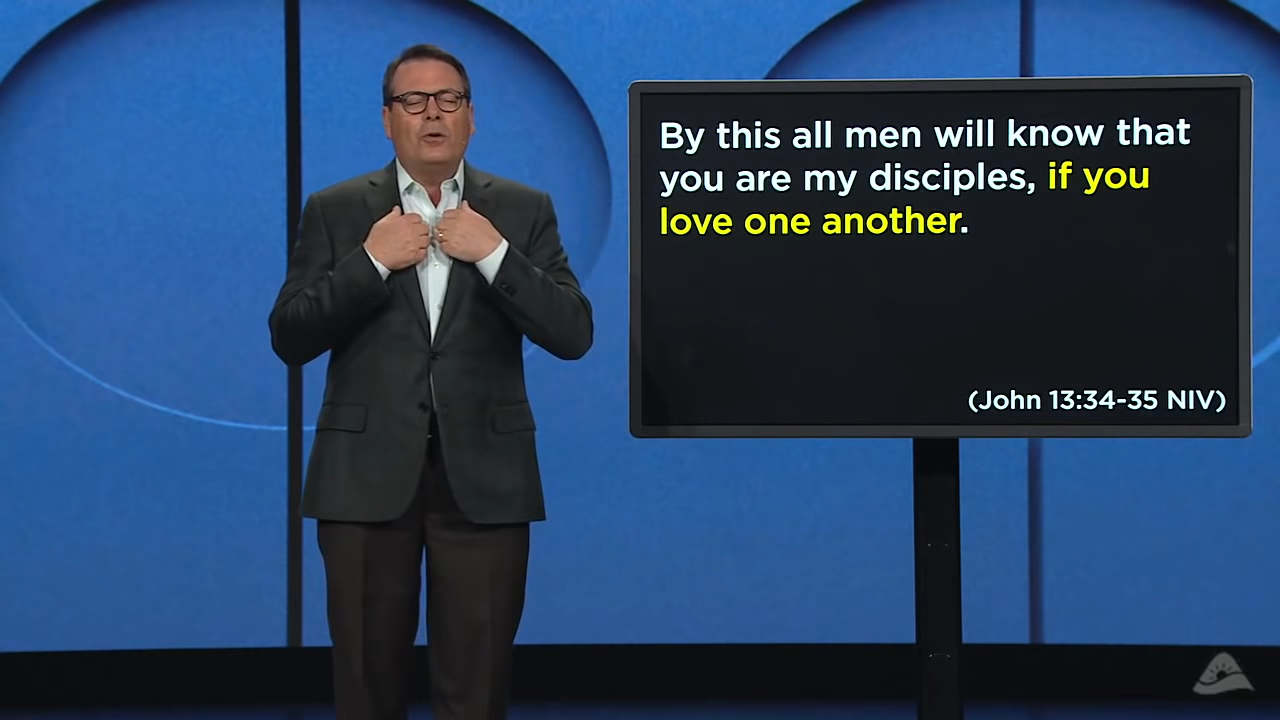 By this all men will know that
you are my disciples, if you
love one another.
(John 13:34-35 NIV)